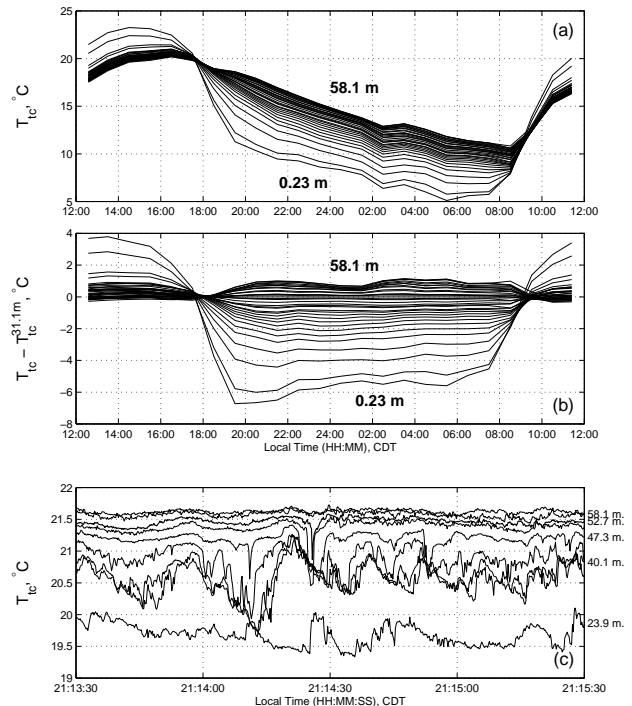 (a)
25
20
15
10
5
T_tc, °C
58.1 m
0.23 m
12:00 14:00 16:00 18:00 20:00 22:00 00:00 02:00 04:00 06:00 08:00 10:00 12:00
4
2
0
−2
−4
−6
−8
T_tc − T_tc^31.1m, °C
58.1 m
0.23 m
(b)
12:00 14:00 16:00 18:00 20:00 22:00 00:00 02:00 04:00 06:00 08:00 10:00 12:00
Local Time (HH:MM), CDT
22
21.5
21
20.5
20
19.5
19
T_tc, °C
58.1 m.
52.7 m.
47.3 m.
40.1 m.
23.9 m.
(c)
21:13:30 21:14:00 21:14:30 21:15:00 21:15:30
Local Time (HH:MM:SS), CDT